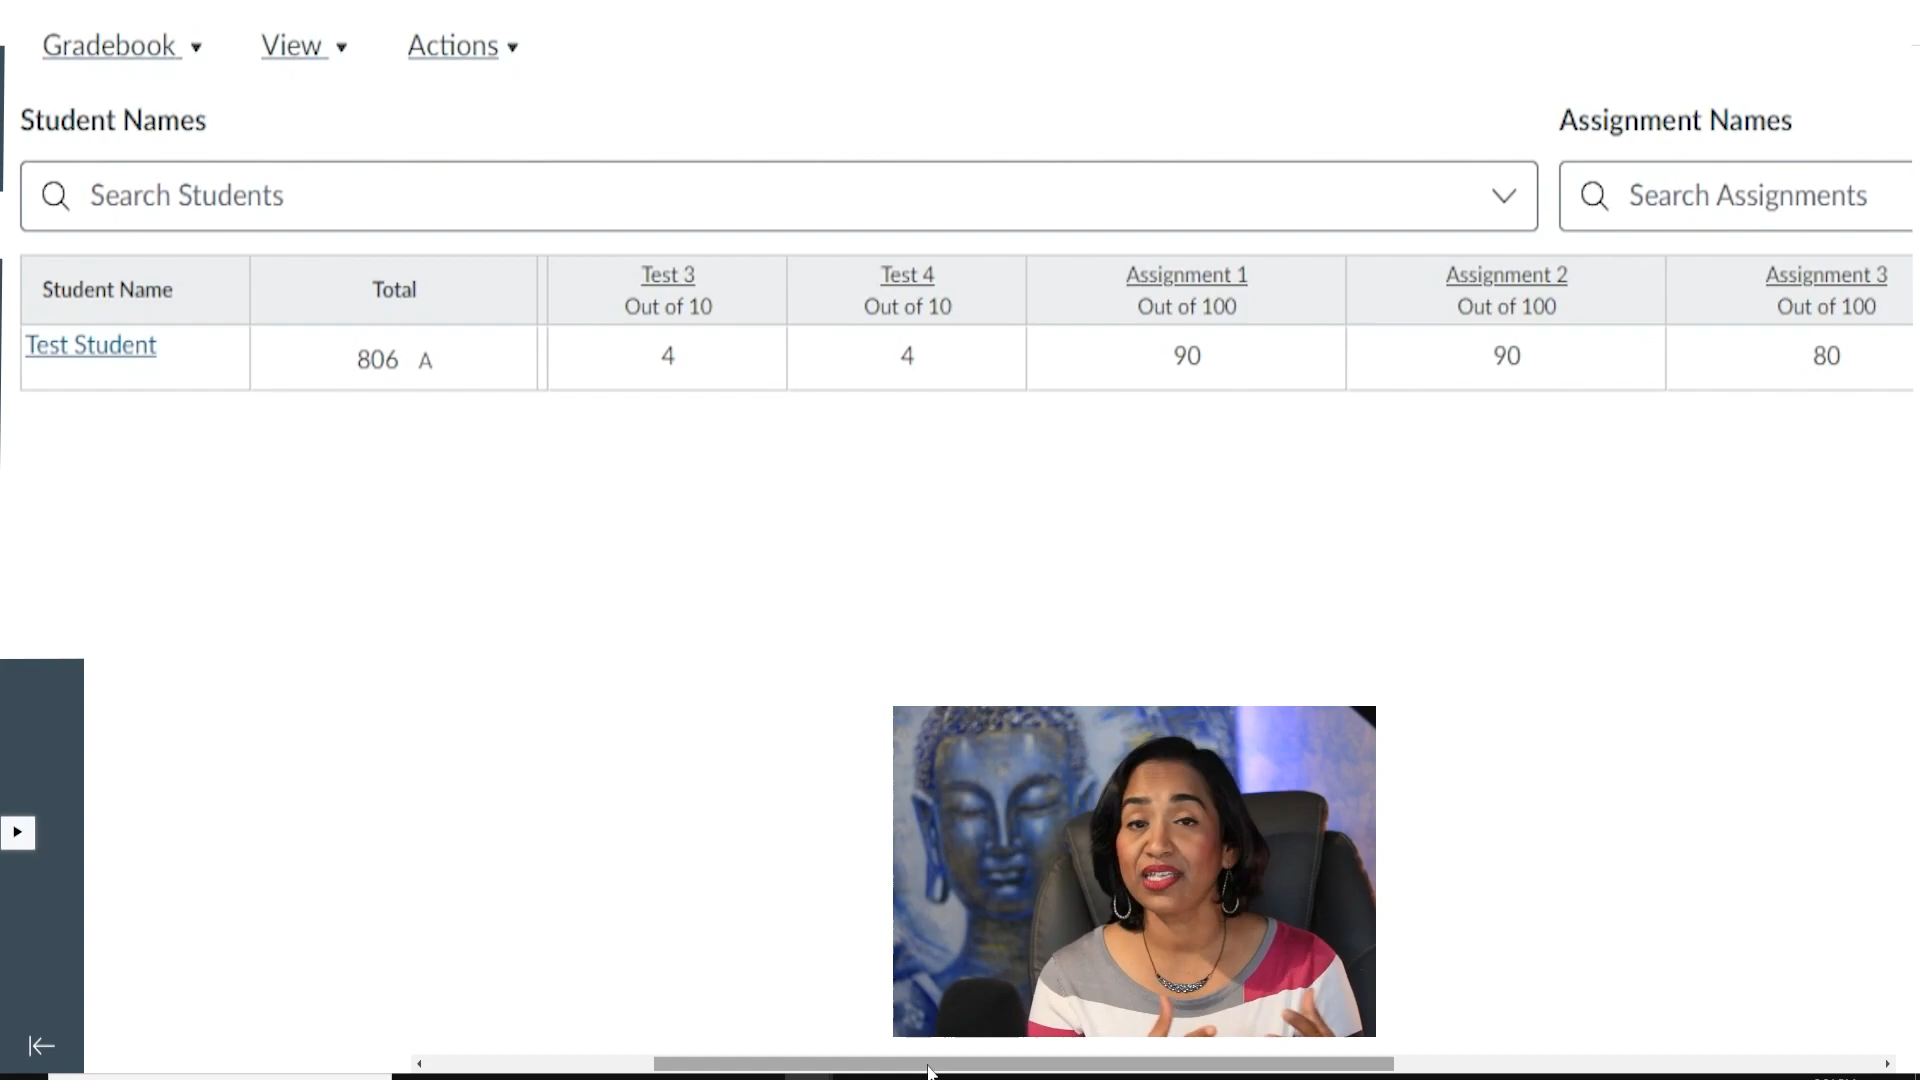 Gradebook View Actions
Student Names Assignment Names
Search Students Search Assignments
Student Name Total Test 3 Test 4 Assignment 1 Assignment 2 Assignment 3
Out of 10 Out of 10 Out of 100 Out of 100 Out of 100
Test Student 806 A 4 4 90 90 80